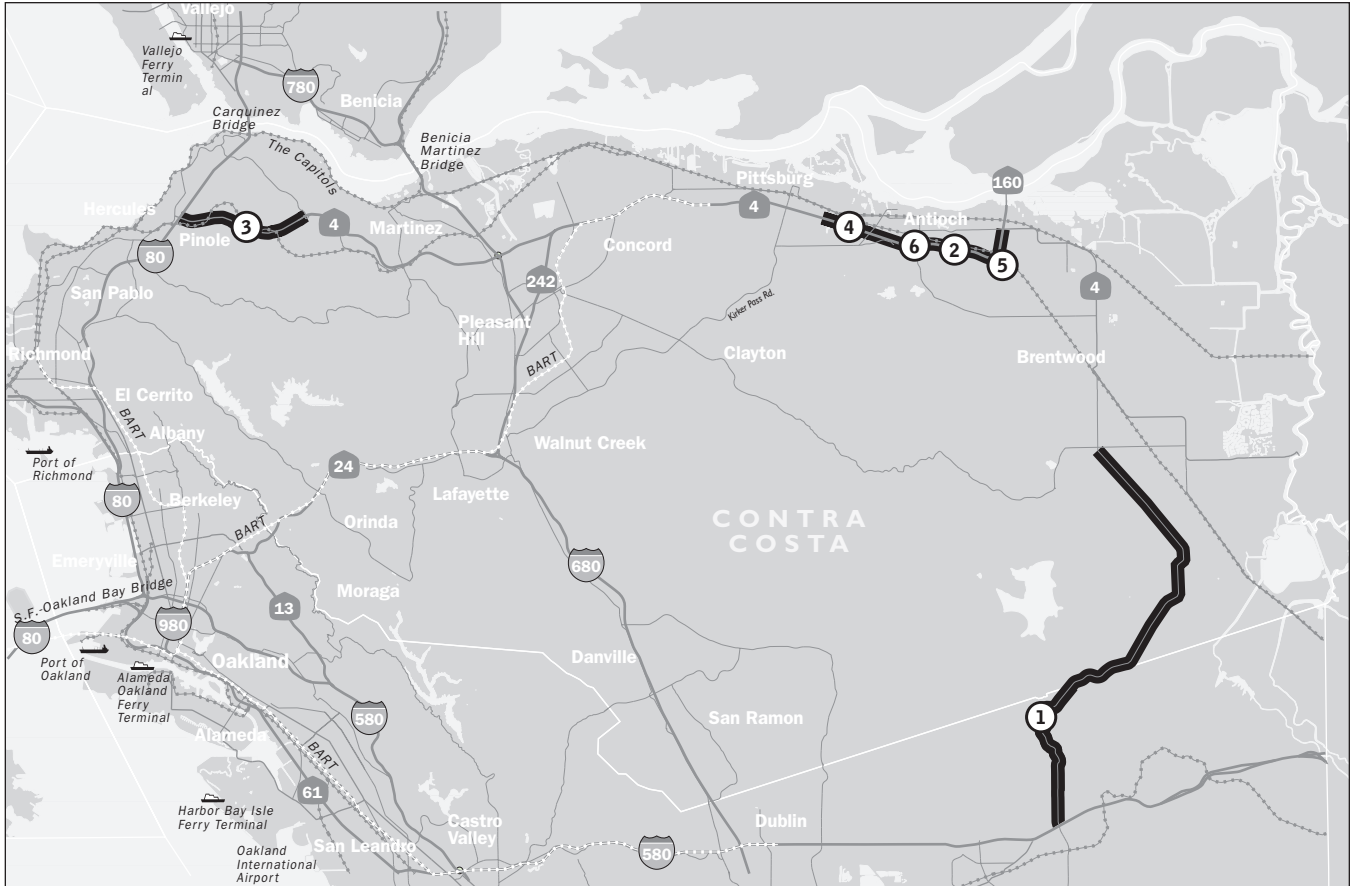 Vallejo
Vallejo
Ferry
Termin
al
780
Benicia
Carquinez
Bridge
Benicia
Martinez
Bridge
The Capitols
Pittsburg
160
Hercules
3
4
Martinez
4
4
Antioch
Pinole
80
Concord
6
2
5
242
4
San Pablo
Kirker Pass Rd.
Pleasant
Hill
Clayton
Brentwood
Richmond
BART
El Cerrito
BART
Albany
Walnut Creek
Port of
Richmond
24
80
Berkeley
Lafayette
Orinda
BART
CONTRA
COSTA
Emeryville
680
S.F.-Oakland Bay Bridge
Moraga
13
980
80
Port of
Oakland
Oakland
Danville
Alameda
Oakland
Ferry
Terminal
580
San Ramon
1
Alameda
BART
61
Harbor Bay Isle
Ferry Terminal
Castro
Valley
Dublin
San Leandro
580
Oakland
International
Airport